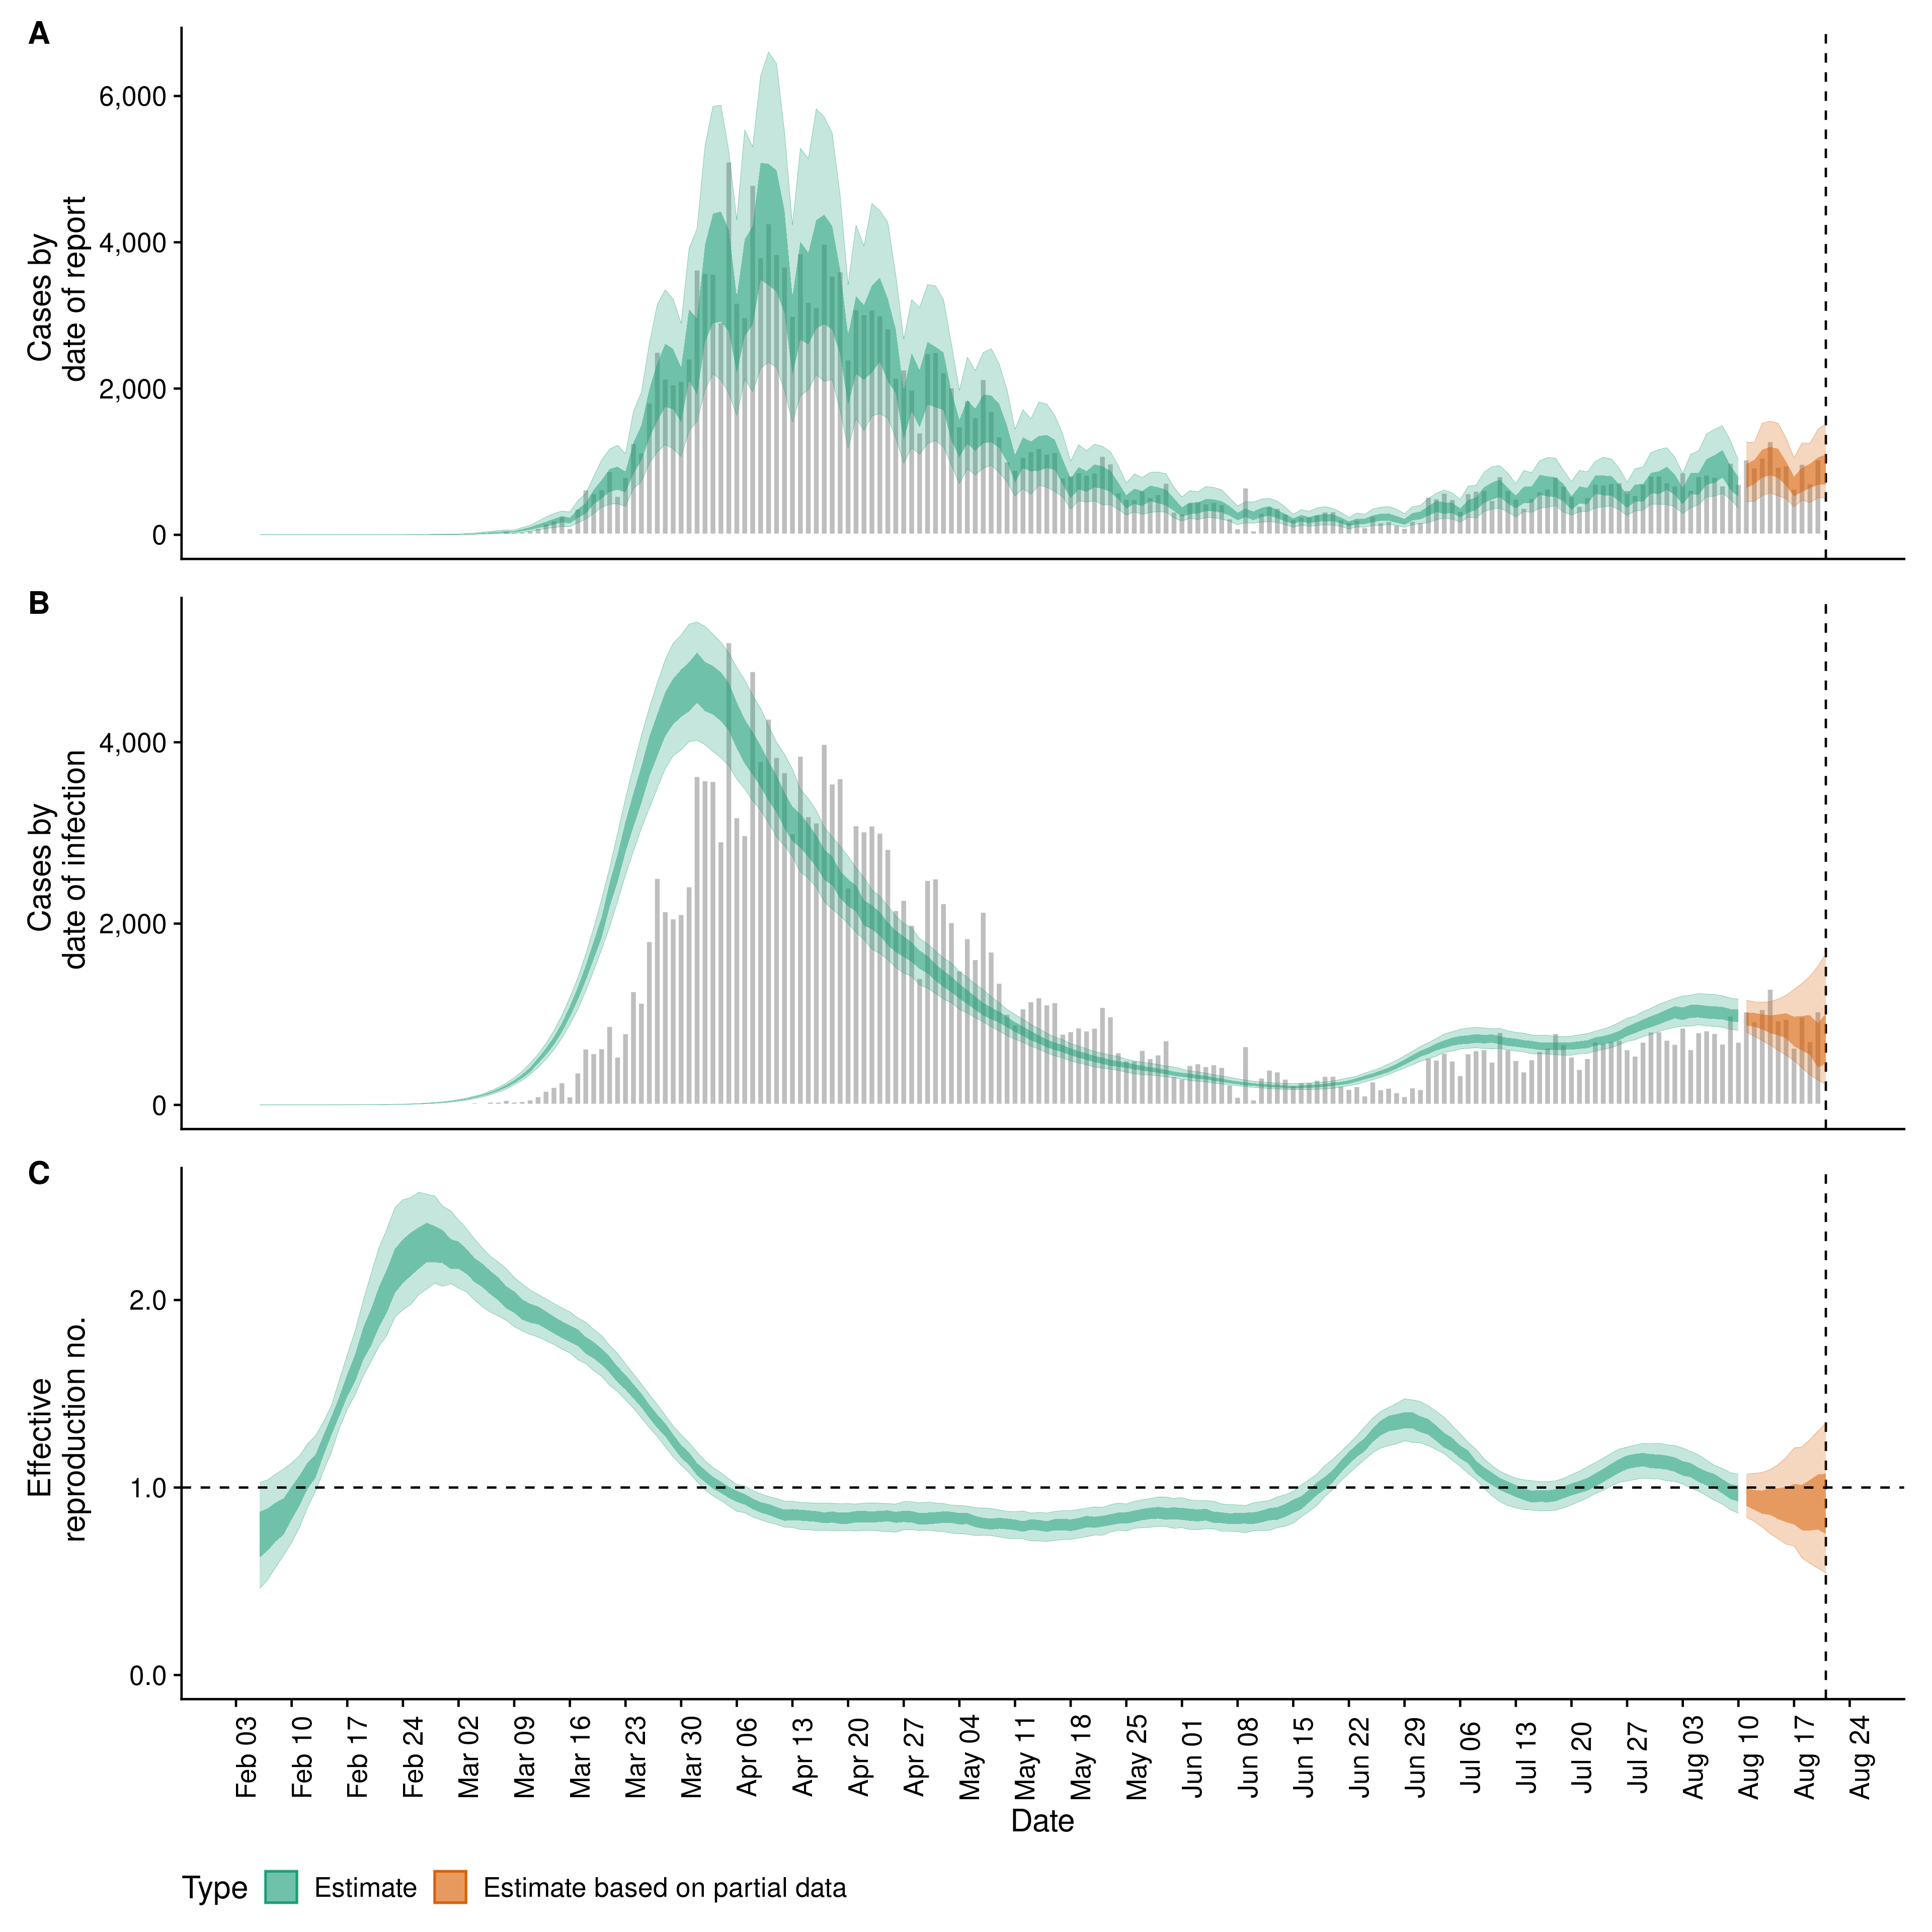 A
Cases by
date of report
6,000
4,000
2,000
0
B
Cases by
date of infection
4,000
2,000
0
C
Effective
reproduction no.
2.0
1.0
0.0
Feb 03
Feb 10
Feb 17
Feb 24
Mar 02
Mar 09
Mar 16
Mar 23
Mar 30
Apr 06
Apr 13
Apr 20
Apr 27
May 04
May 11
May 18
May 25
Jun 01
Jun 08
Jun 15
Jun 22
Jun 29
Jul 06
Jul 13
Jul 20
Jul 27
Aug 03
Aug 10
Aug 17
Aug 24
Date
Type Estimate Estimate based on partial data